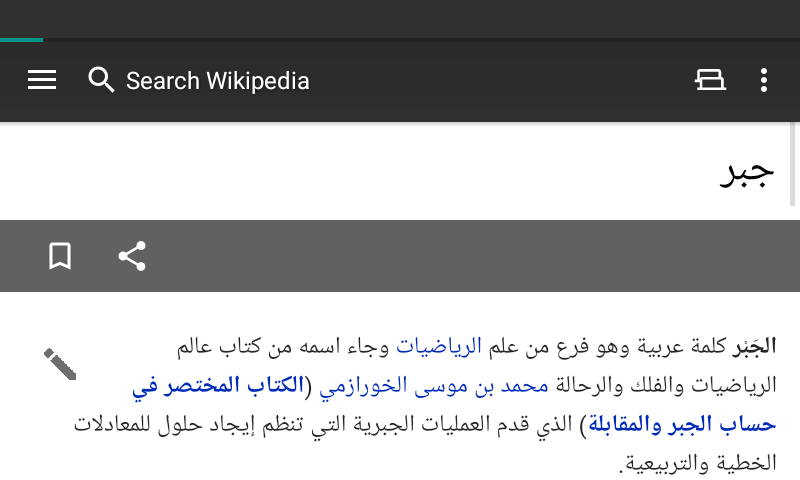 Search Wikipedia
جبر
الجَبْر كلمة عربية وهو فرع من علم الرياضيات وجاء اسمه من كتاب عالم
الرياضيات والفلك والرحالة محمد بن موسى الخورازمي (الكتاب المختصر في
حساب الجبر والمقابلة) الذي قدم العمليات الجبرية التي تنظم إيجاد حلول للمعادلات
الخطية والتربيعية.